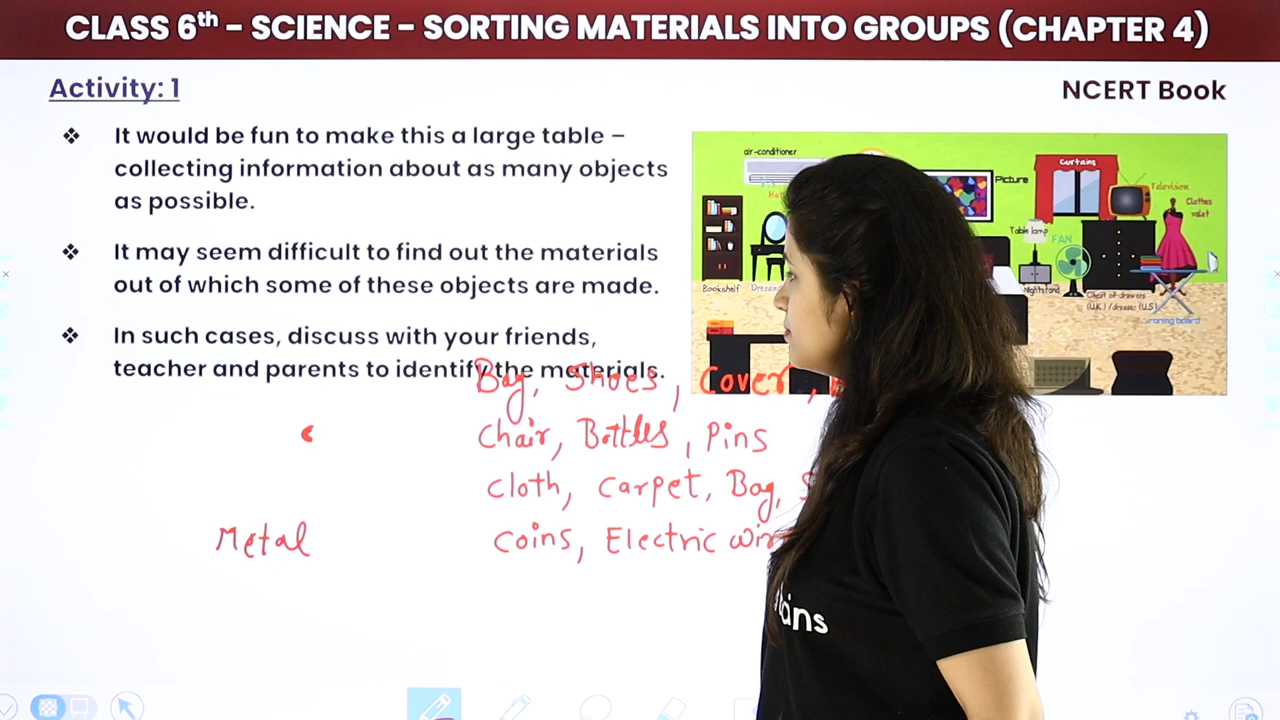 CLASS 6th – SCIENCE – SORTING MATERIALS INTO GROUPS (CHAPTER 4)
Activity: 1
NCERT Book
❖ It would be fun to make this a large table –
collecting information about as many objects
as possible.
❖ It may seem difficult to find out the materials
out of which some of these objects are made.
❖ In such cases, discuss with your friends,
teacher and parents to identify the materials.
air-conditioner
Picture
Curtains
Television
Clothes
valet
Table lamp
FAN
Bookshelf
Nightstand
Chest of drawers
(U.K.) / dresser (U.S.)
ironing board
Bag, Shoes, Cover,
Chair, Bottles, Pins
Cloth, Carpet, Bag,
Metal
Coins, Electric